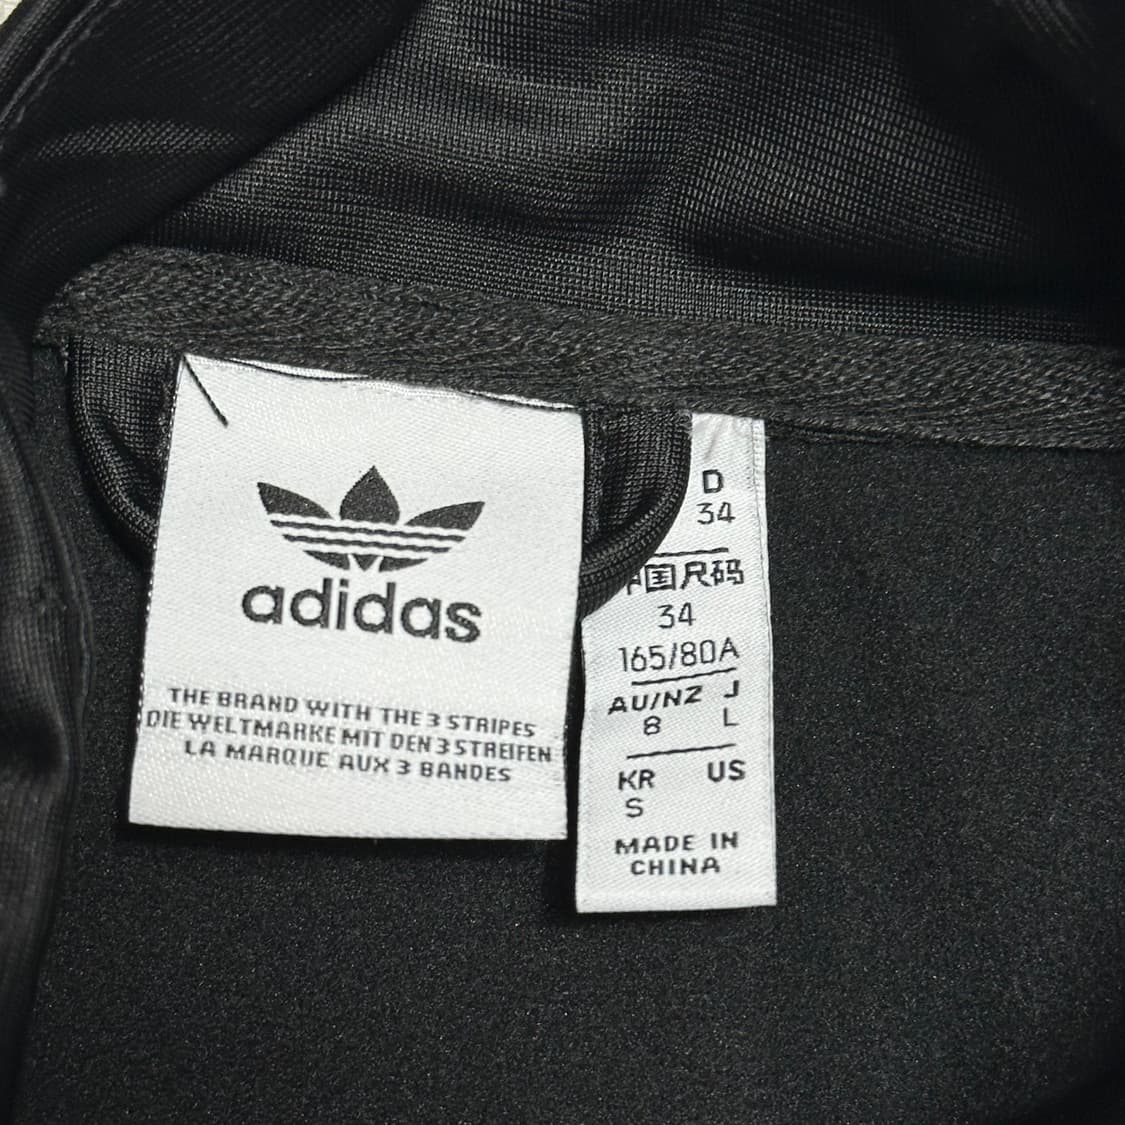 adidas
THE BRAND WITH THE 3 STRIPES
DIE WELTMARKE MIT DEN 3 STREIFEN
LA MARQUE AUX 3 BANDES
D
34
国尺码
34
165/80A
AU/NZ J
8 L
KR US
S
MADE IN
CHINA